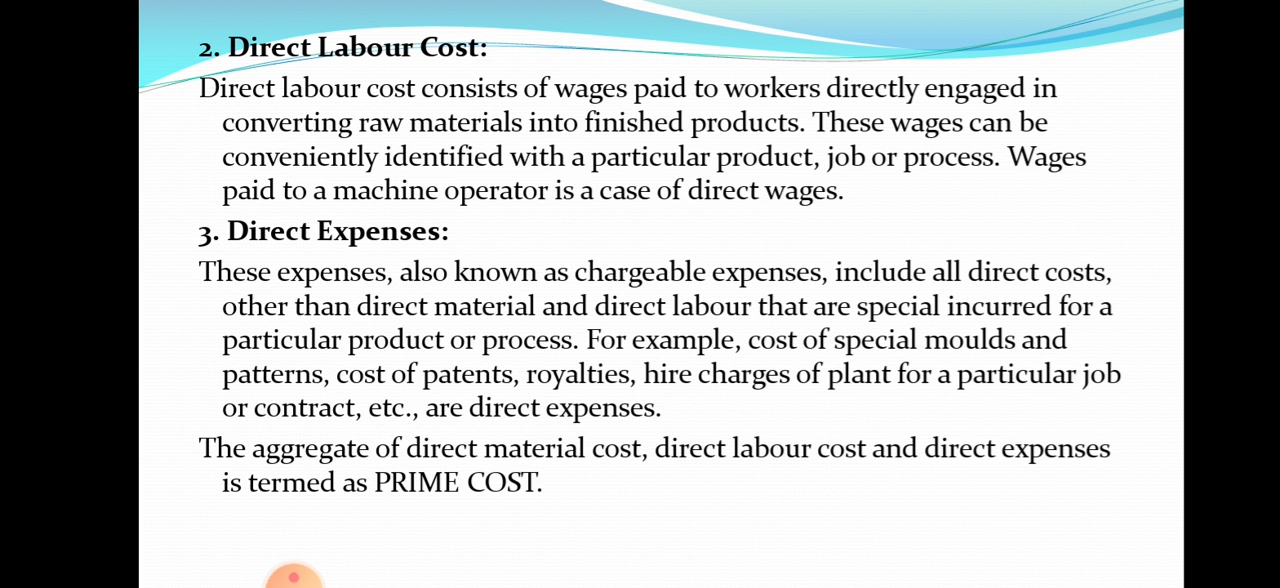 2. Direct Labour Cost:
Direct labour cost consists of wages paid to workers directly engaged in
converting raw materials into finished products. These wages can be
conveniently identified with a particular product, job or process. Wages
paid to a machine operator is a case of direct wages.
3. Direct Expenses:
These expenses, also known as chargeable expenses, include all direct costs,
other than direct material and direct labour that are special incurred for a
particular product or process. For example, cost of special moulds and
patterns, cost of patents, royalties, hire charges of plant for a particular job
or contract, etc., are direct expenses.
The aggregate of direct material cost, direct labour cost and direct expenses
is termed as PRIME COST.